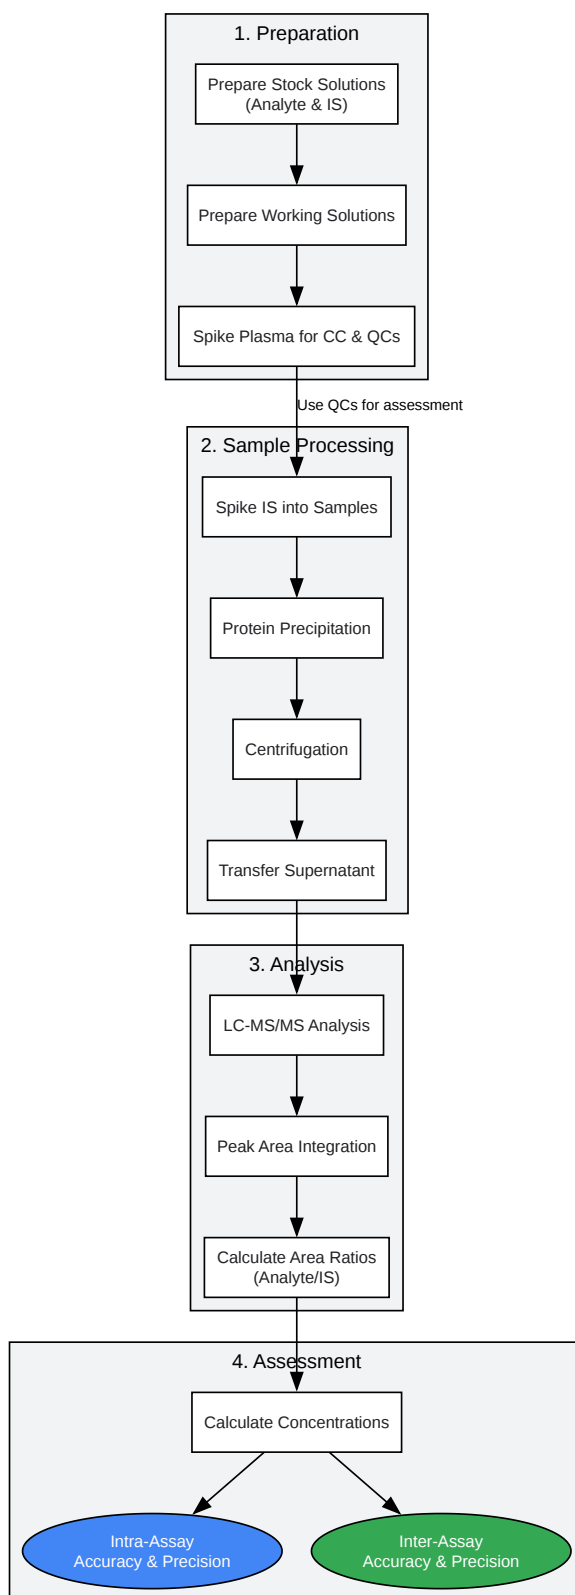 1. Preparation
Prepare Stock Solutions
(Analyte & IS)
Prepare Working Solutions
Spike Plasma for CC & QCs
Use QCs for assessment
2. Sample Processing
Spike IS into Samples
Protein Precipitation
Centrifugation
Transfer Supernatant
3. Analysis
LC-MS/MS Analysis
Peak Area Integration
Calculate Area Ratios
(Analyte/IS)
4. Assessment
Calculate Concentrations
Intra-Assay
Accuracy & Precision
Inter-Assay
Accuracy & Precision